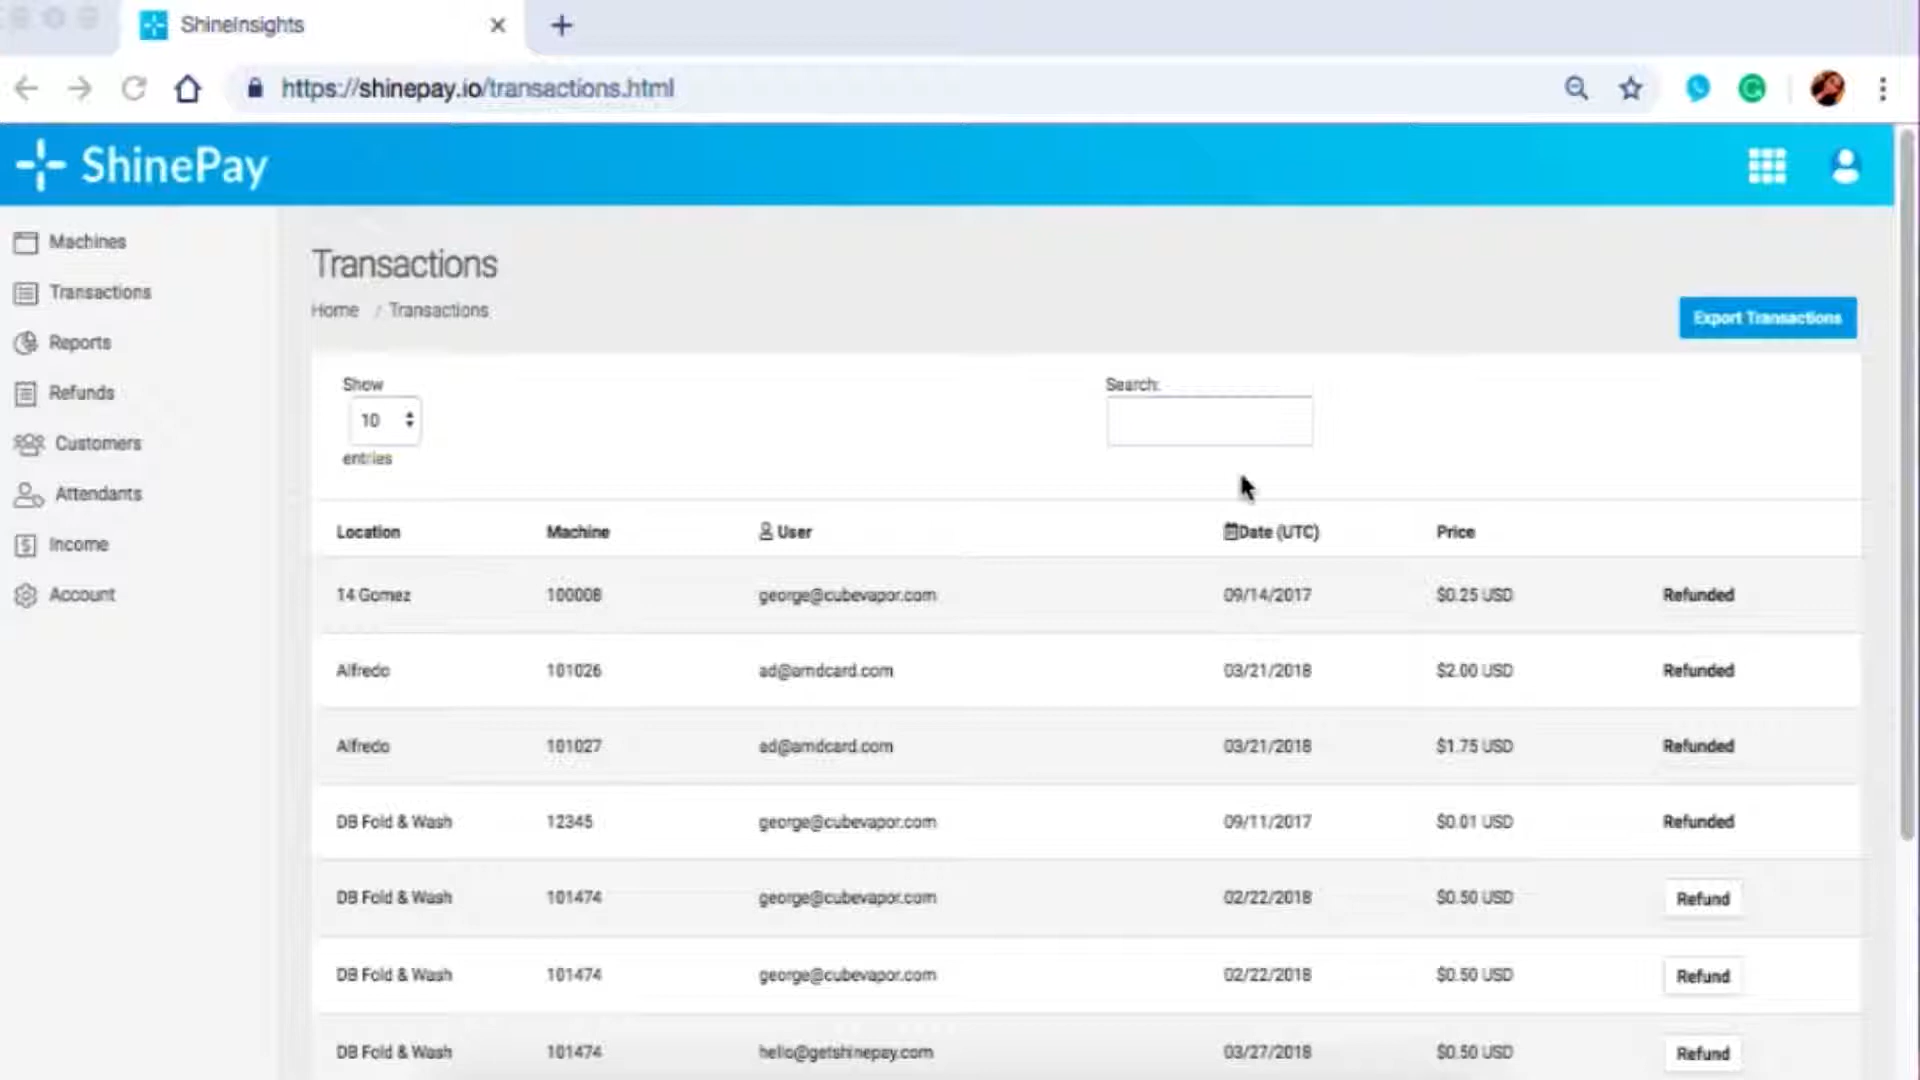 ShineInsights
https://shinepay.io/transactions.html
ShinePay
Machines
Transactions
Reports
Refunds
Customers
Attendants
Income
Account
Transactions
Home / Transactions
Export Transactions
Show
10
entries
Search:
Location Machine User Date (UTC) Price
14 Gomez 100008 george@cubevapor.com 09/14/2017 $0.25 USD Refunded
Alfredo 101026 ad@amdcard.com 03/21/2018 $2.00 USD Refunded
Alfredo 101027 ad@amdcard.com 03/21/2018 $1.75 USD Refunded
DB Fold & Wash 12345 george@cubevapor.com 09/11/2017 $0.01 USD Refunded
DB Fold & Wash 101474 george@cubevapor.com 02/22/2018 $0.50 USD Refund
DB Fold & Wash 101474 george@cubevapor.com 02/22/2018 $0.50 USD Refund
DB Fold & Wash 101474 hello@getshinepay.com 03/27/2018 $0.50 USD Refund